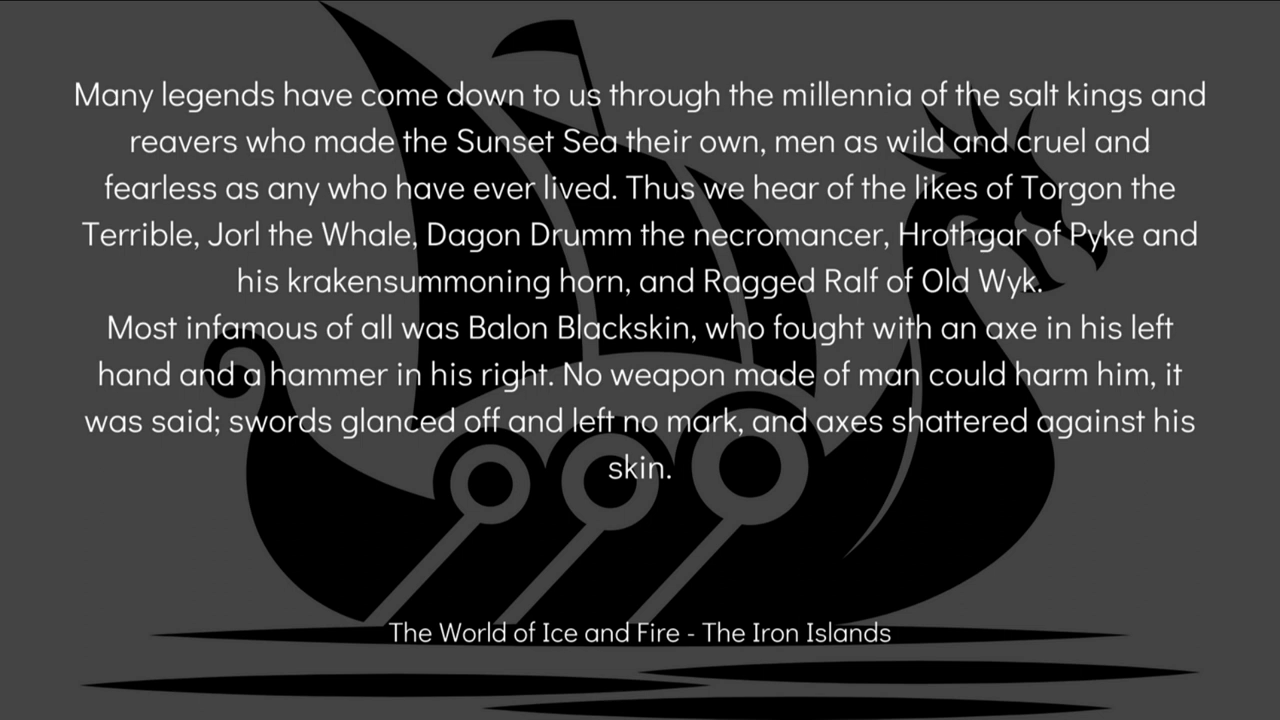 Many legends have come down to us through the millennia of the salt kings and
reavers who made the Sunset Sea their own, men as wild and cruel and
fearless as any who have ever lived. Thus we hear of the likes of Torgon the
Terrible, Jorl the Whale, Dagon Drumm the necromancer, Hrothgar of Pyke and
his krakensummoning horn, and Ragged Ralf of Old Wyk.
Most infamous of all was Balon Blackskin, who fought with an axe in his left
hand and a hammer in his right. No weapon made of man could harm him, it
was said; swords glanced off and left no mark, and axes shattered against his
skin.
The World of Ice and Fire - The Iron Islands